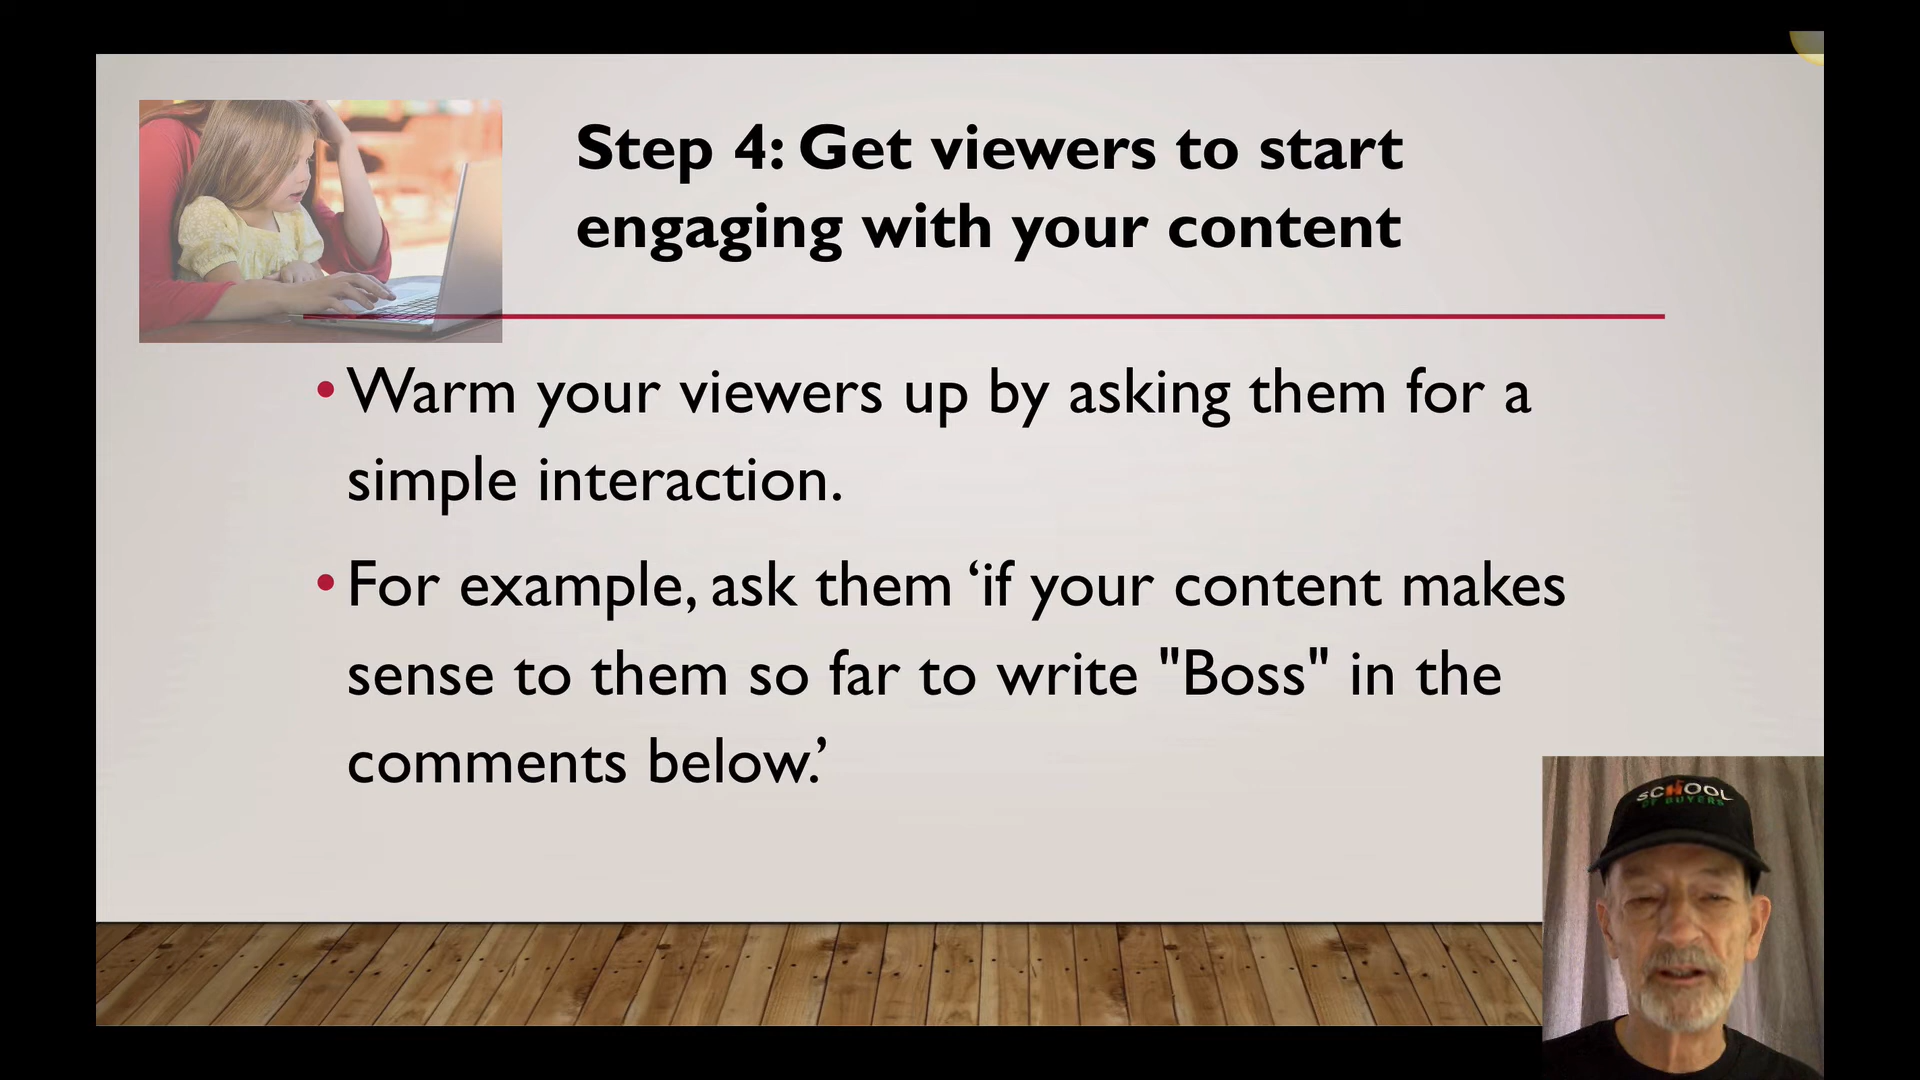 Step 4: Get viewers to start
engaging with your content
• Warm your viewers up by asking them for a
simple interaction.
• For example, ask them ‘if your content makes
sense to them so far to write "Boss" in the
comments below.’
SCHOOL
OF BUYERS